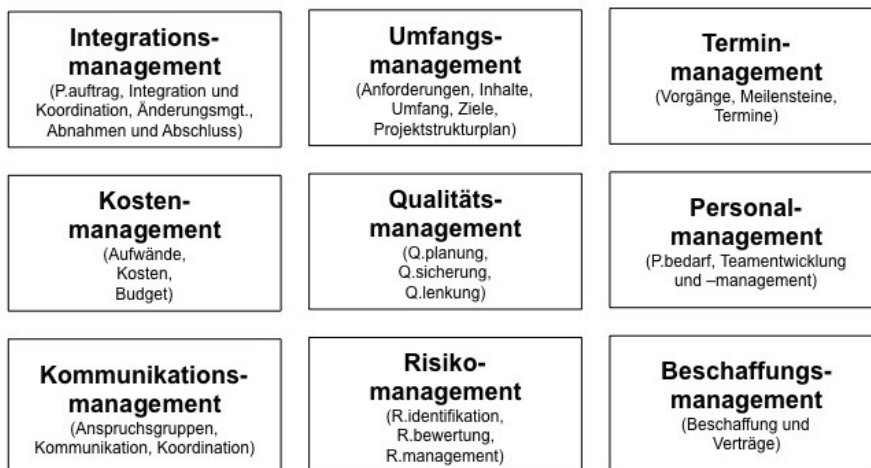 Integrations-
management
(P.auftrag, Integration und
Koordination, Änderungsmgt.,
Abnahmen und Abschluss)
Umfangs-
management
(Anforderungen, Inhalte,
Umfang, Ziele,
Projektstrukturplan)
Termin-
management
(Vorgänge, Meilensteine,
Termine)
Kosten-
management
(Aufwände,
Kosten,
Budget)
Qualitäts-
management
(Q.planung,
Q.sicherung,
Q.lenkung)
Personal-
management
(P.bedarf, Teamentwicklung
und –management)
Kommunikations-
management
(Anspruchsgruppen,
Kommunikation, Koordination)
Risiko-
management
(R.identifikation,
R.bewertung,
R.management)
Beschaffungs-
management
(Beschaffung und
Verträge)